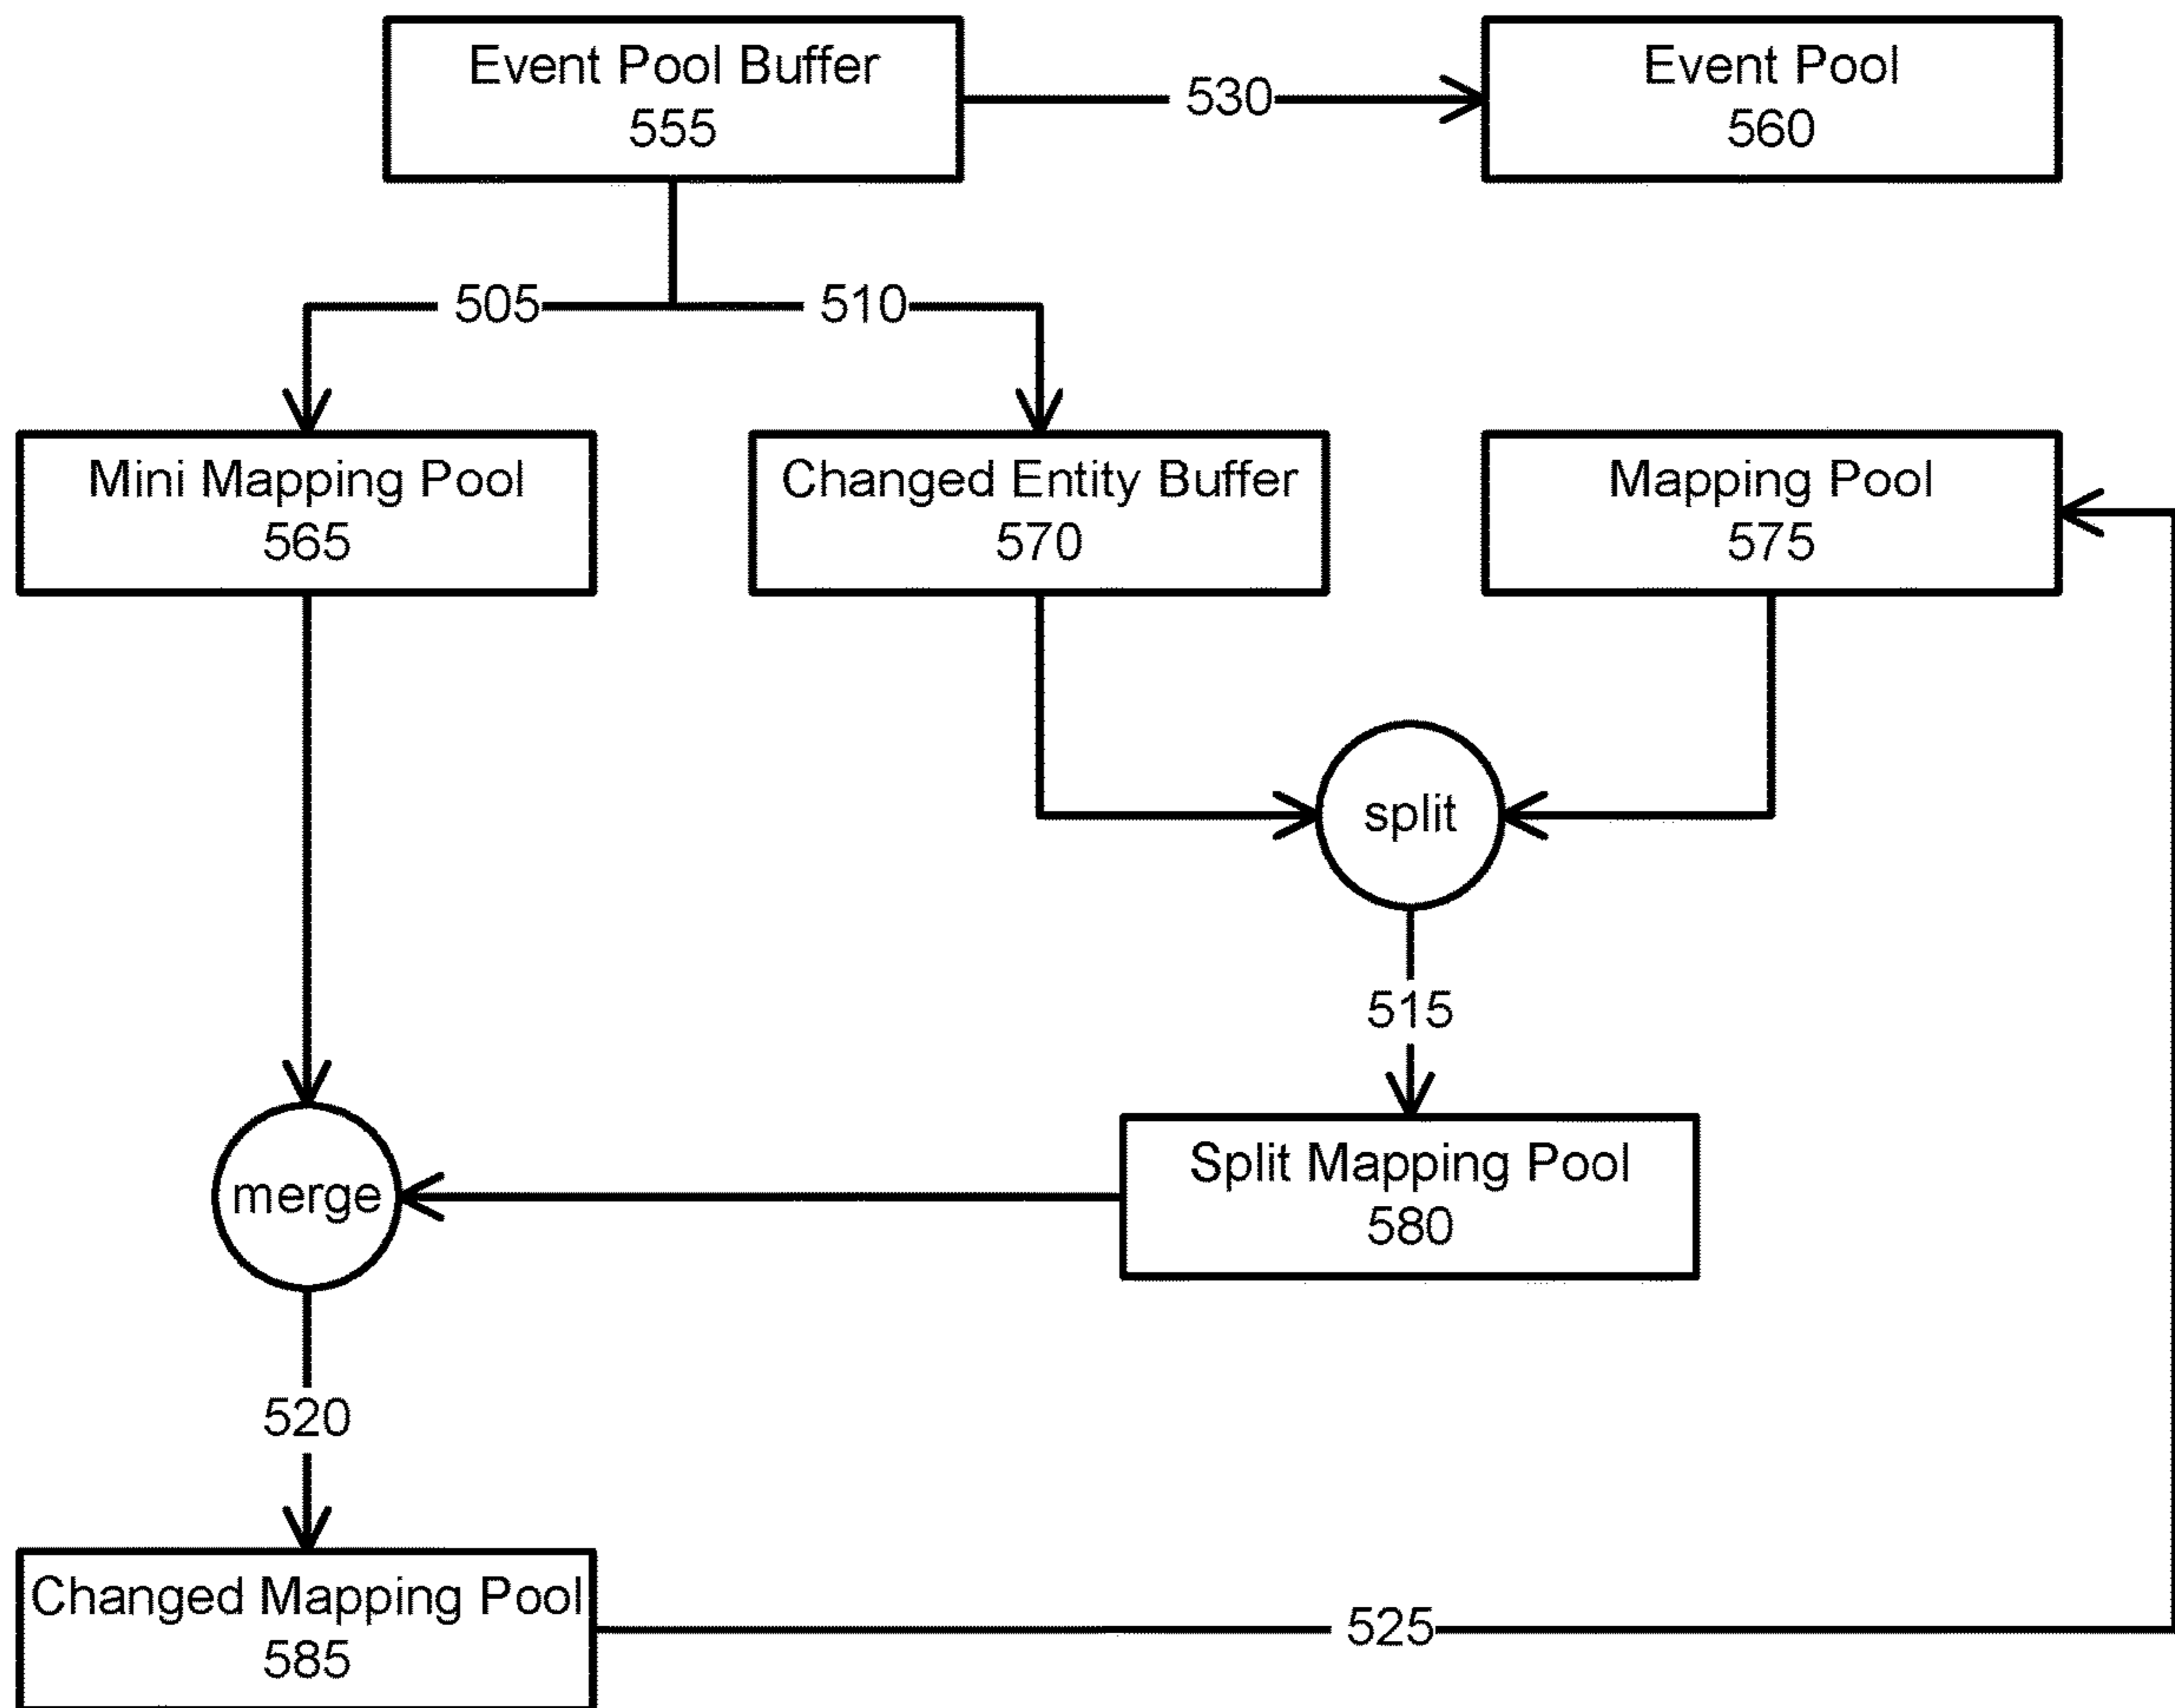 Event Pool Buffer
555
530
Event Pool
560
505
510
Mini Mapping Pool
565
Changed Entity Buffer
570
Mapping Pool
575
split
515
merge
Split Mapping Pool
580
520
Changed Mapping Pool
585
525